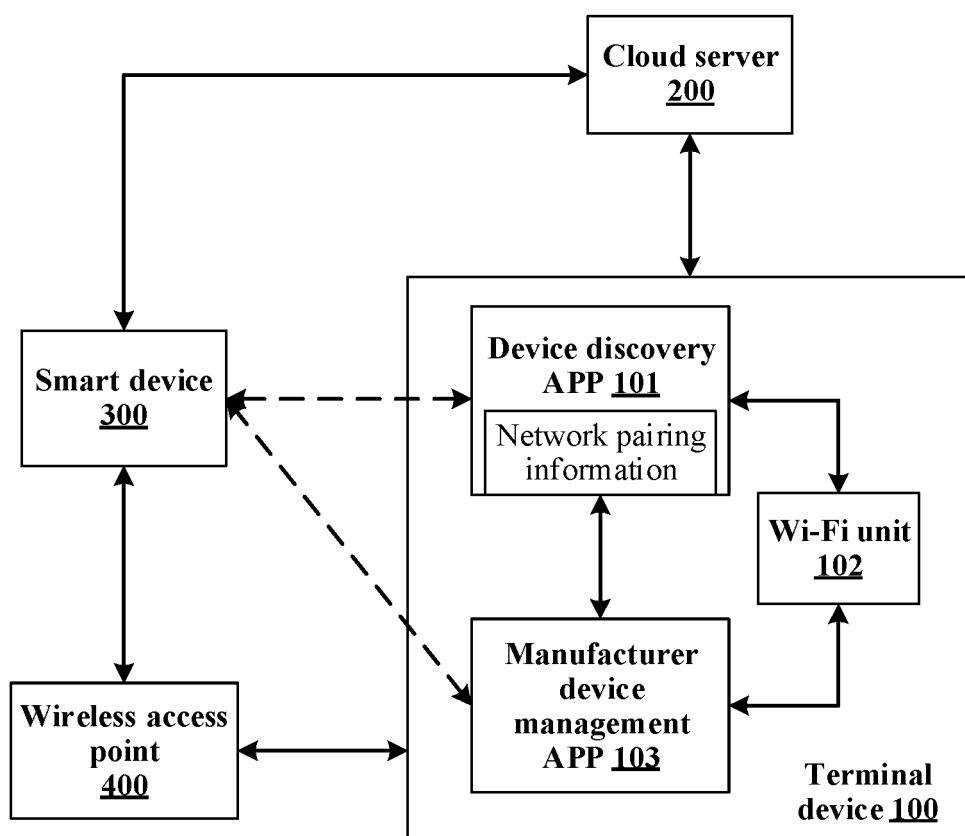 Cloud server
200
Smart device
300
Device discovery
APP 101
Network pairing
information
Wi-Fi unit
102
Manufacturer
device
management
APP 103
Wireless access
point
400
Terminal
device 100